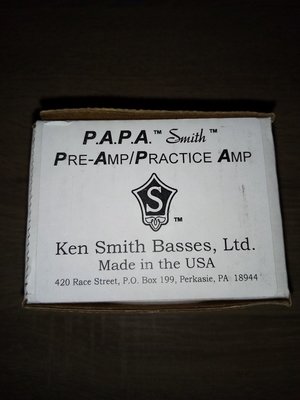 P.A.P.A.™ Smith™
PRE-AMP/PRACTICE AMP
S
™
Ken Smith Basses, Ltd.
Made in the USA
420 Race Street, P.O. Box 199, Perkasie, PA 18944